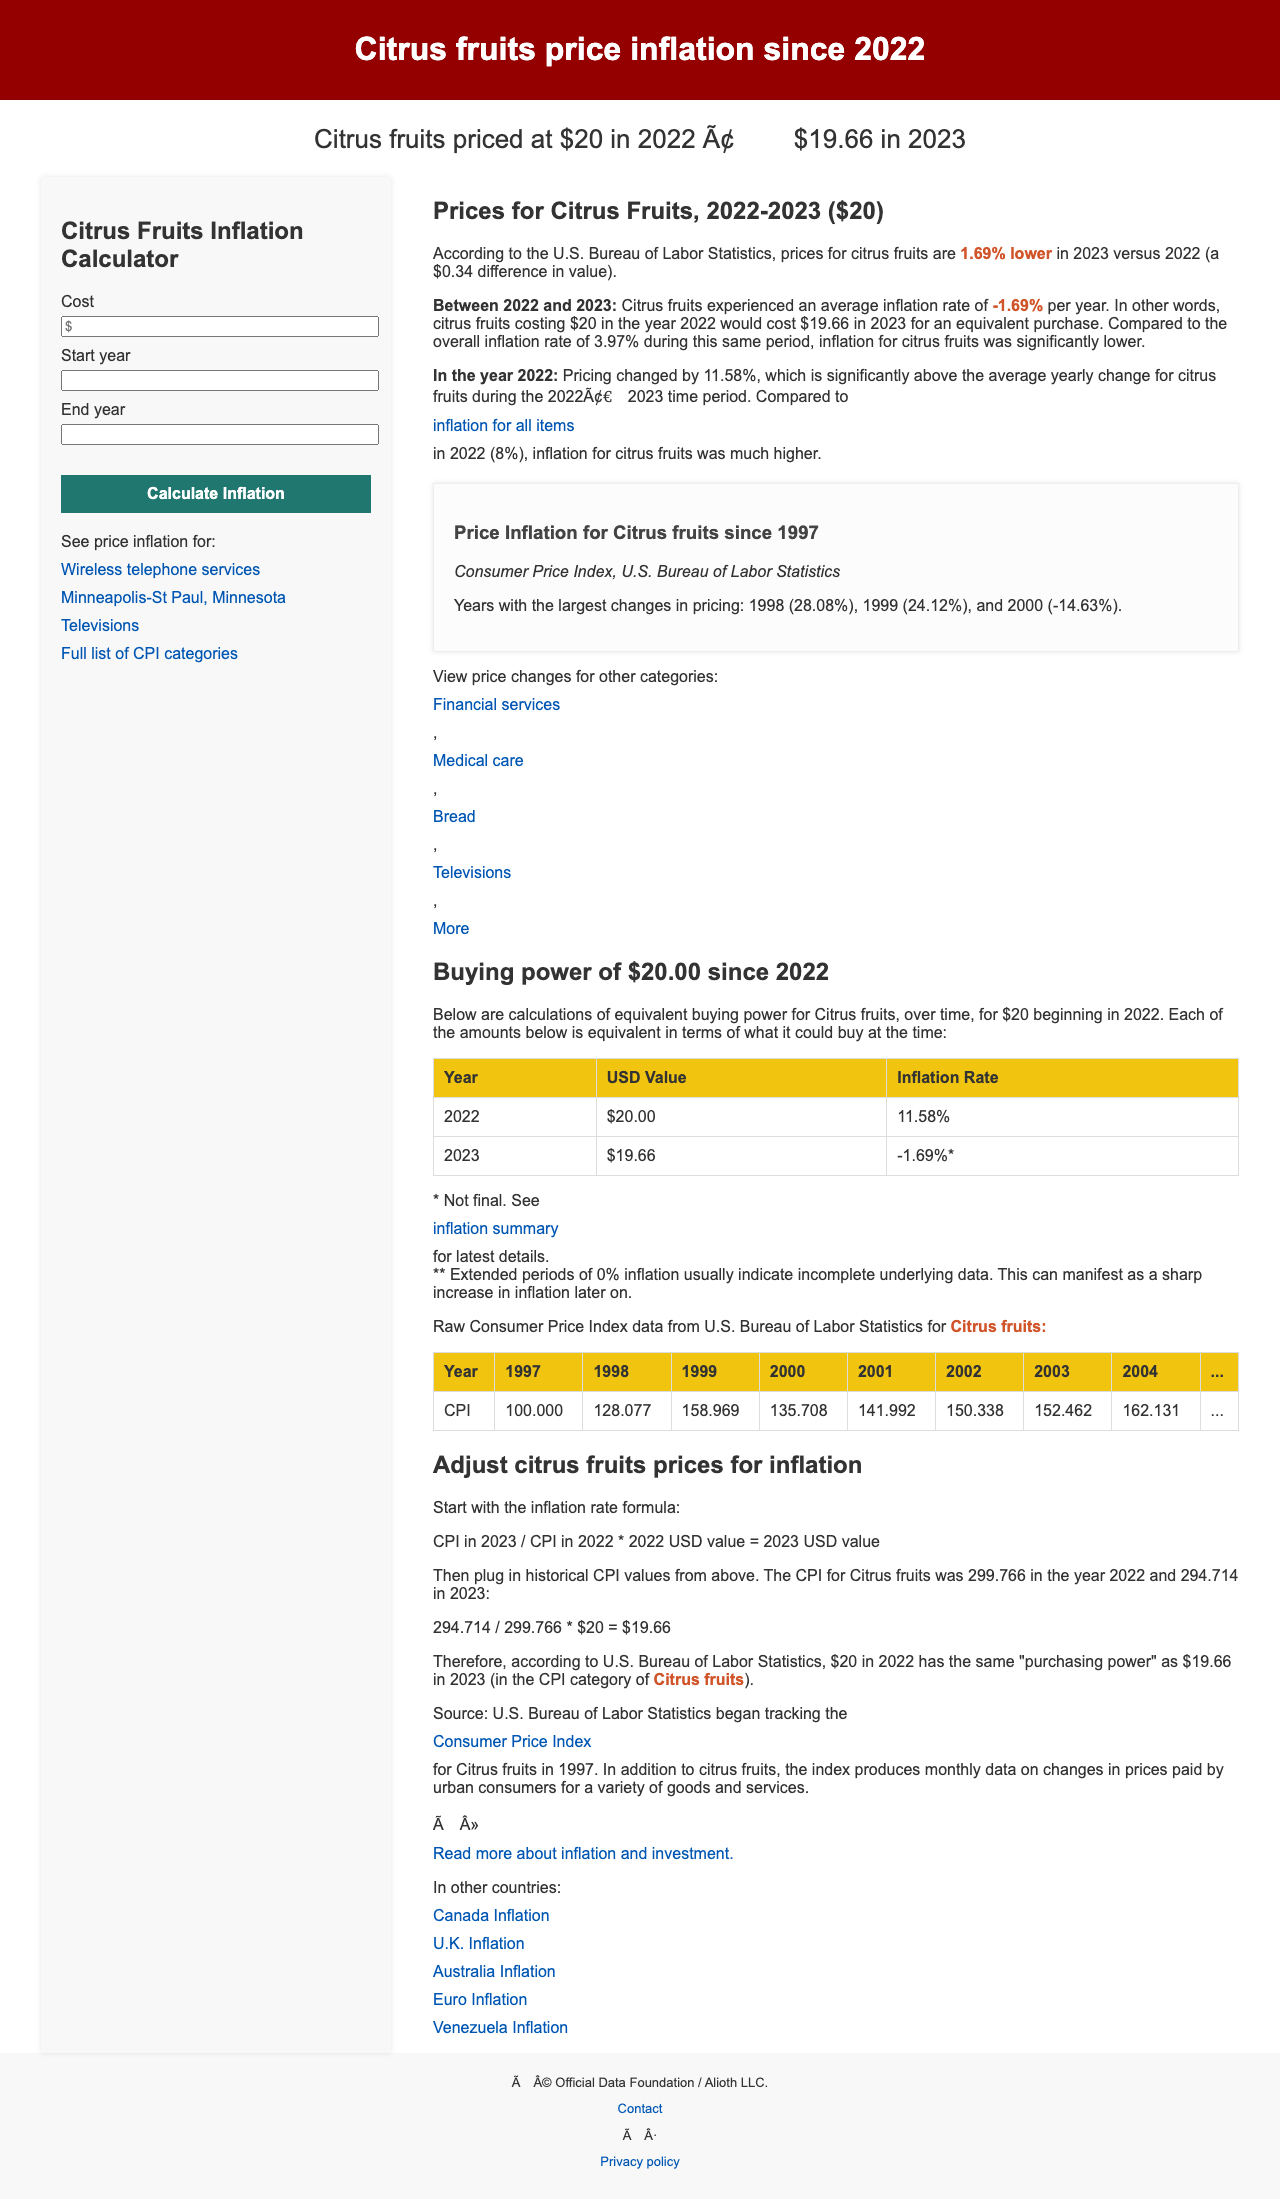 Citrus fruits price inflation since 2022
Citrus fruits priced at $20 in 2022 Ã¢ $19.66 in 2023
Citrus Fruits Inflation
Calculator
Cost
$
Start year
End year
Calculate Inflation
See price inflation for:
Wireless telephone services
Minneapolis-St Paul, Minnesota
Televisions
Full list of CPI categories
Prices for Citrus Fruits, 2022-2023 ($20)
According to the U.S. Bureau of Labor Statistics, prices for citrus fruits are 1.69% lower in 2023 versus 2022 (a
$0.34 difference in value).
Between 2022 and 2023: Citrus fruits experienced an average inflation rate of -1.69% per year. In other words,
citrus fruits costing $20 in the year 2022 would cost $19.66 in 2023 for an equivalent purchase. Compared to the
overall inflation rate of 3.97% during this same period, inflation for citrus fruits was significantly lower.
In the year 2022: Pricing changed by 11.58%, which is significantly above the average yearly change for citrus
fruits during the 2022Ã¢€ 2023 time period. Compared to
inflation for all items
in 2022 (8%), inflation for citrus fruits was much higher.
Price Inflation for Citrus fruits since 1997
Consumer Price Index, U.S. Bureau of Labor Statistics
Years with the largest changes in pricing: 1998 (28.08%), 1999 (24.12%), and 2000 (-14.63%).
View price changes for other categories:
Financial services
,
Medical care
,
Bread
,
Televisions
,
More
Buying power of $20.00 since 2022
Below are calculations of equivalent buying power for Citrus fruits, over time, for $20 beginning in 2022. Each of
the amounts below is equivalent in terms of what it could buy at the time:
Year USD Value Inflation Rate
2022 $20.00 11.58%
2023 $19.66 -1.69%*
* Not final. See
inflation summary
for latest details.
** Extended periods of 0% inflation usually indicate incomplete underlying data. This can manifest as a sharp
increase in inflation later on.
Raw Consumer Price Index data from U.S. Bureau of Labor Statistics for Citrus fruits:
Year 1997 1998 1999 2000 2001 2002 2003 2004 ...
CPI 100.000 128.077 158.969 135.708 141.992 150.338 152.462 162.131 ...
Adjust citrus fruits prices for inflation
Start with the inflation rate formula:
CPI in 2023 / CPI in 2022 * 2022 USD value = 2023 USD value
Then plug in historical CPI values from above. The CPI for Citrus fruits was 299.766 in the year 2022 and 294.714
in 2023:
294.714 / 299.766 * $20 = $19.66
Therefore, according to U.S. Bureau of Labor Statistics, $20 in 2022 has the same "purchasing power" as $19.66
in 2023 (in the CPI category of Citrus fruits).
Source: U.S. Bureau of Labor Statistics began tracking the
Consumer Price Index
for Citrus fruits in 1997. In addition to citrus fruits, the index produces monthly data on changes in prices paid by
urban consumers for a variety of goods and services.
Ã Â»
Read more about inflation and investment.
In other countries:
Canada Inflation
U.K. Inflation
Australia Inflation
Euro Inflation
Venezuela Inflation
Ã Â© Official Data Foundation / Alioth LLC.
Contact
Ã Â·
Privacy policy